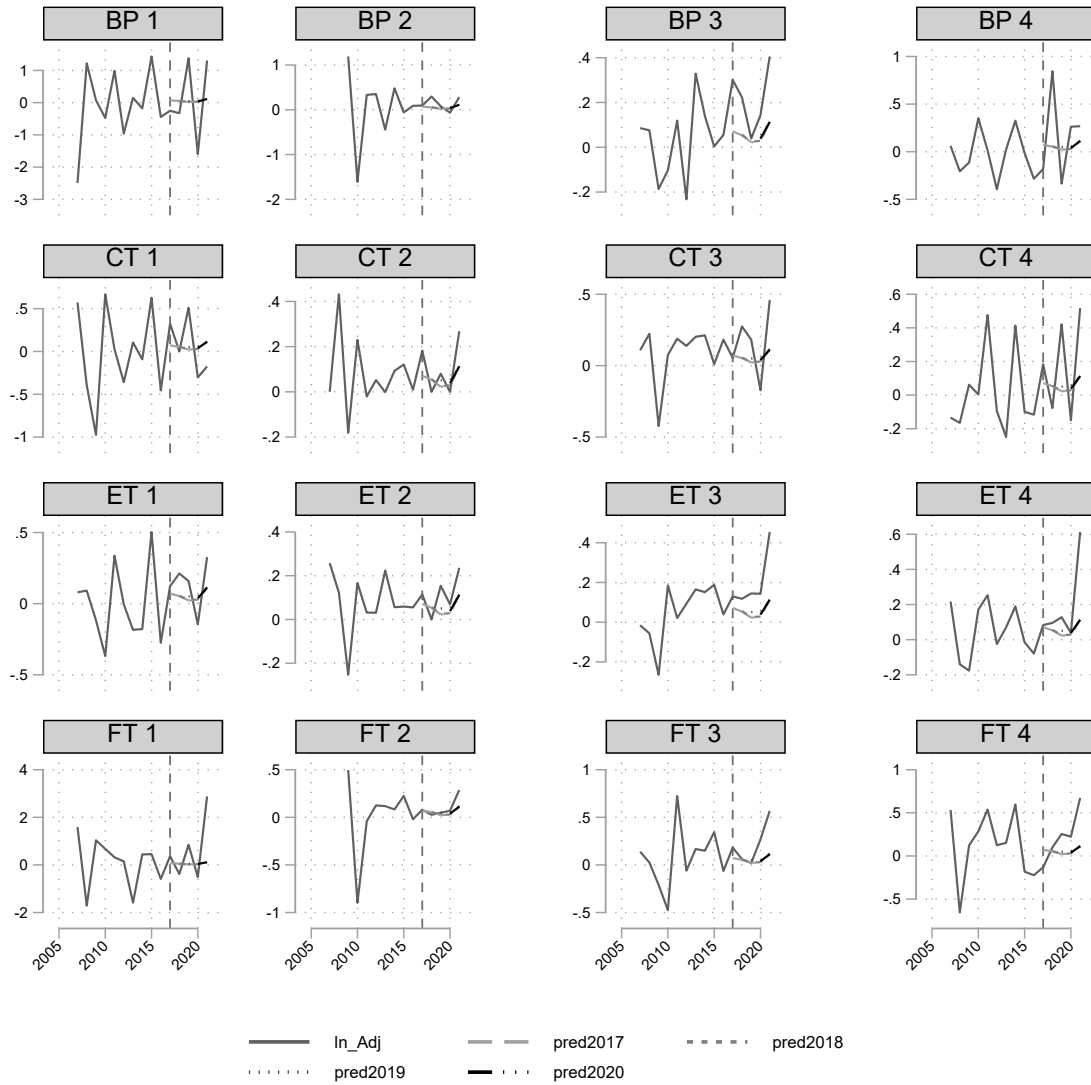 BP 1 BP 2 BP 3 BP 4
1 0 -1 -2 -3
1 0 -1 -2
.4 .2 0 -.2
1 .5 0 -.5
CT 1 CT 2 CT 3 CT 4
.5 0 -.5 -1
.4 .2 0 -.2
.5 0 -.5
.6 .4 .2 0 -.2
ET 1 ET 2 ET 3 ET 4
.5 0 -.5
.4 .2 0 -.2
.4 .2 0 -.2
.6 .4 .2 0 -.2
FT 1 FT 2 FT 3 FT 4
4 2 0 -2
.5 0 -.5 -1
1 .5 0 -.5
1 .5 0 -.5
2005 2010 2015 2020 2005 2010 2015 2020 2005 2010 2015 2020 2005 2010 2015 2020
ln_Adj pred2017 pred2018
pred2019 pred2020